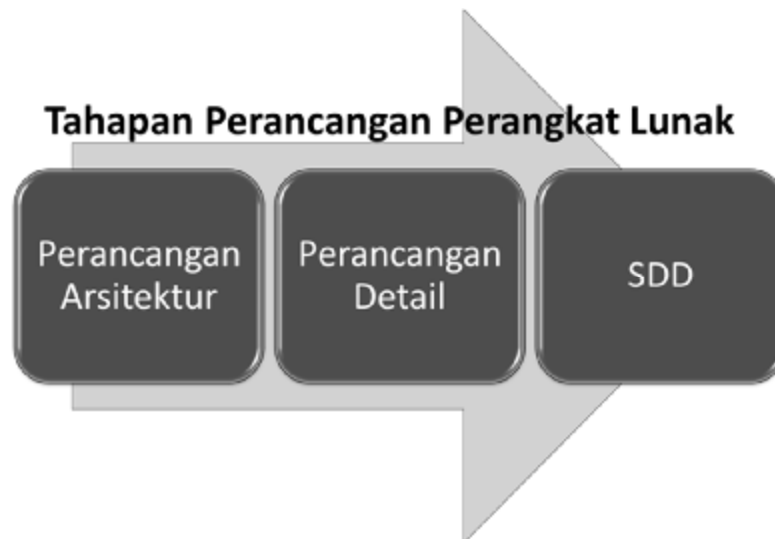 Tahapan Perancangan Perangkat Lunak
Perancangan
Arsitektur
Perancangan
Detail
SDD